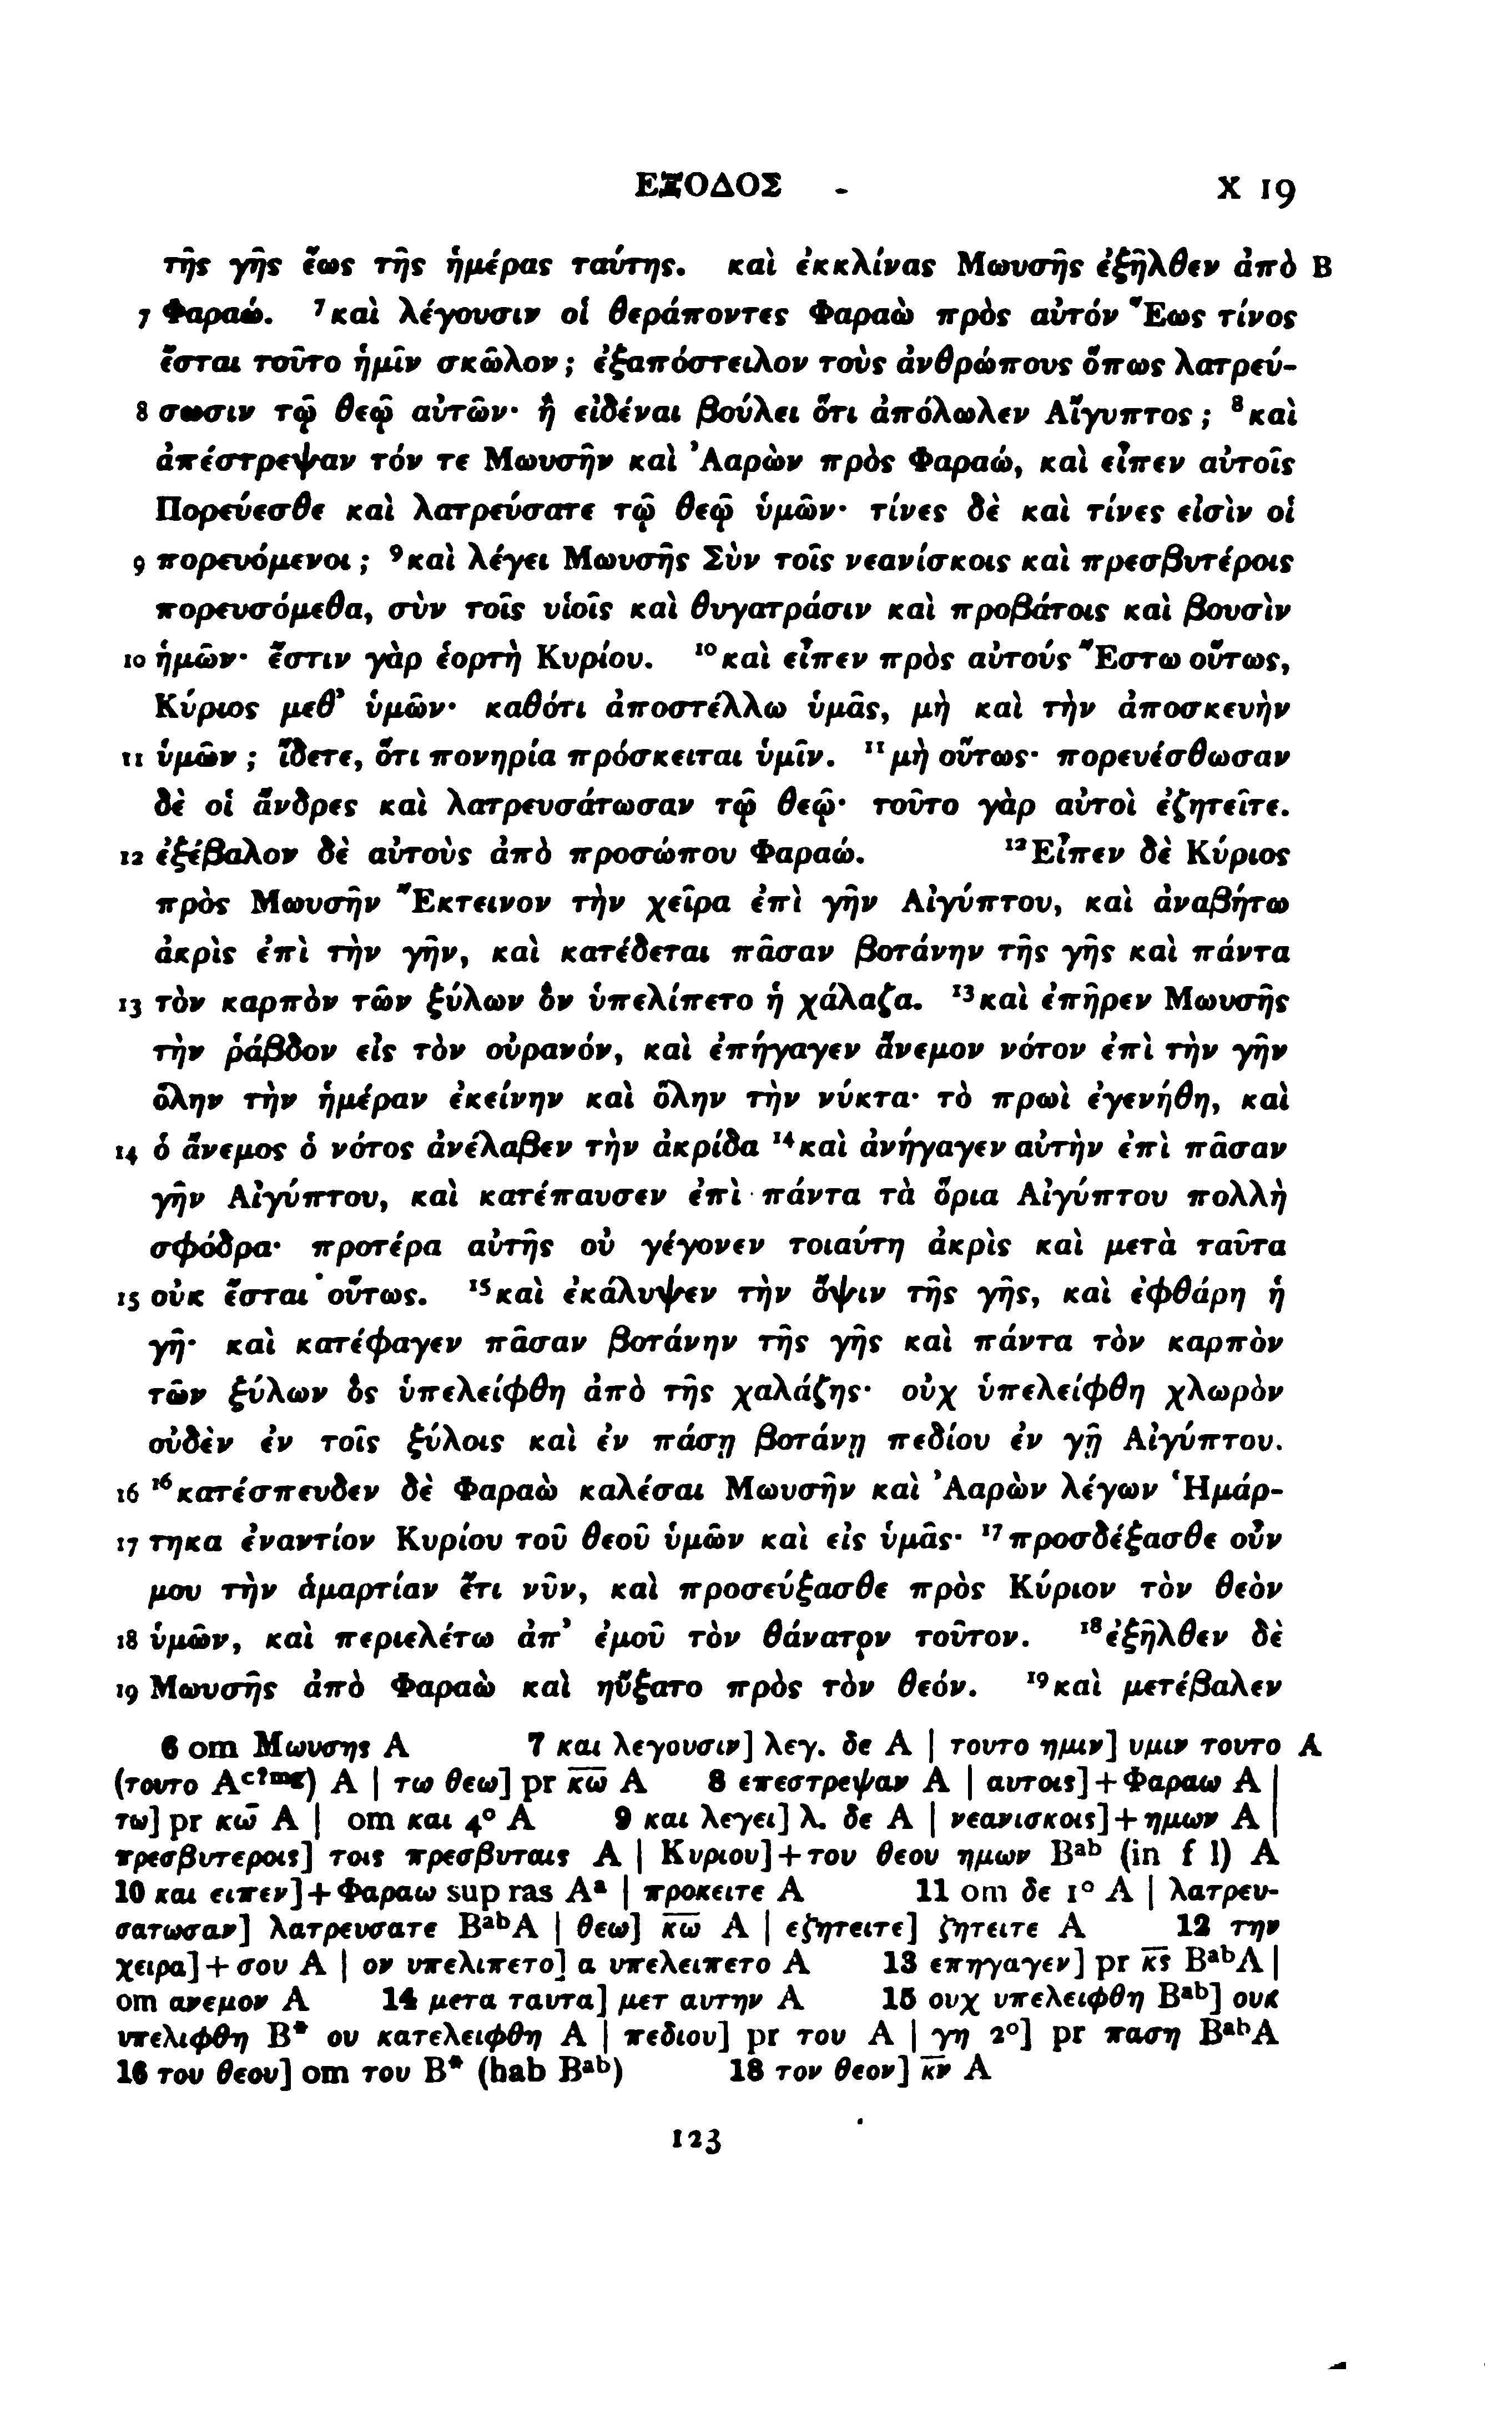 ΕΞΟΔΟΣ X 19
τῆς γῆς ἕως τῆς ἡμέρας ταύτης. καὶ ἐκκλίνας Μωυσῆς ἐξῆλθεν ἀπὸ B
7 Φαραώ. ⁷καὶ λέγουσιν οἱ θεράποντες Φαραὼ πρὸς αὐτόν Ἕως τίνος
ἔσται τοῦτο ἡμῖν σκῶλον; ἐξαπόστειλον τοὺς ἀνθρώπους ὅπως λατρεύ-
8 σωσιν τῷ θεῷ αὐτῶν· ἢ εἰδέναι βούλει ὅτι ἀπόλωλεν Αἴγυπτος; ⁸καὶ
ἀπέστρεψαν τόν τε Μωυσῆν καὶ Ἀαρὼν πρὸς Φαραώ, καὶ εἶπεν αὐτοῖς
Πορεύεσθε καὶ λατρεύσατε τῷ θεῷ ὑμῶν· τίνες δὲ καὶ τίνες εἰσὶν οἱ
9 πορευόμενοι; ⁹καὶ λέγει Μωυσῆς Σὺν τοῖς νεανίσκοις καὶ πρεσβυτέροις
πορευσόμεθα, σὺν τοῖς υἱοῖς καὶ θυγατράσιν καὶ προβάτοις καὶ βουσὶν
10 ἡμῶν· ἔστιν γὰρ ἑορτὴ Κυρίου. ¹⁰καὶ εἶπεν πρὸς αὐτούς Ἔστω οὕτως,
Κύριος μεθ’ ὑμῶν· καθότι ἀποστέλλω ὑμᾶς, μὴ καὶ τὴν ἀποσκευὴν
11 ὑμῶν; ἴδετε, ὅτι πονηρία πρόσκειται ὑμῖν. ¹¹μὴ οὕτως· πορευέσθωσαν
δὲ οἱ ἄνδρες καὶ λατρευσάτωσαν τῷ θεῷ· τοῦτο γὰρ αὐτοὶ ἐζητεῖτε.
12 ἐξέβαλον δὲ αὐτοὺς ἀπὸ προσώπου Φαραώ. ¹²Εἶπεν δὲ Κύριος
πρὸς Μωυσῆν Ἔκτεινον τὴν χεῖρα ἐπὶ γῆν Αἰγύπτου, καὶ ἀναβήτω
ἀκρὶς ἐπὶ τὴν γῆν, καὶ κατέδεται πᾶσαν βοτάνην τῆς γῆς καὶ πάντα
13 τὸν καρπὸν τῶν ξύλων ὃν ὑπελίπετο ἡ χάλαζα. ¹³καὶ ἐπῆρεν Μωυσῆς
τὴν ῥάβδον εἰς τὸν οὐρανόν, καὶ ἐπήγαγεν ἄνεμον νότον ἐπὶ τὴν γῆν
ὅλην τὴν ἡμέραν ἐκείνην καὶ ὅλην τὴν νύκτα· τὸ πρωὶ ἐγενήθη, καὶ
14 ὁ ἄνεμος ὁ νότος ἀνέλαβεν τὴν ἀκρίδα ¹⁴καὶ ἀνήγαγεν αὐτὴν ἐπὶ πᾶσαν
γῆν Αἰγύπτου, καὶ κατέπαυσεν ἐπὶ πάντα τὰ ὅρια Αἰγύπτου πολλὴ
σφόδρα· προτέρα αὐτῆς οὐ γέγονεν τοιαύτη ἀκρὶς καὶ μετὰ ταῦτα
15 οὐκ ἔσται οὕτως. ¹⁵καὶ ἐκάλυψεν τὴν ὄψιν τῆς γῆς, καὶ ἐφθάρη ἡ
γῆ· καὶ κατέφαγεν πᾶσαν βοτάνην τῆς γῆς καὶ πάντα τὸν καρπὸν
τῶν ξύλων ὃς ὑπελείφθη ἀπὸ τῆς χαλάζης· οὐχ ὑπελείφθη χλωρὸν
οὐδὲν ἐν τοῖς ξύλοις καὶ ἐν πάσῃ βοτάνῃ πεδίου ἐν γῇ Αἰγύπτου.
16 ¹⁶κατέσπευδεν δὲ Φαραὼ καλέσαι Μωυσῆν καὶ Ἀαρὼν λέγων Ἡμάρ-
17 τηκα ἐναντίον Κυρίου τοῦ θεοῦ ὑμῶν καὶ εἰς ὑμᾶς· ¹⁷προσδέξασθε οὖν
μου τὴν ἁμαρτίαν ἔτι νῦν, καὶ προσεύξασθε πρὸς Κύριον τὸν θεὸν
18 ὑμῶν, καὶ περιελέτω ἀπ’ ἐμοῦ τὸν θάνατον τοῦτον. ¹⁸ἐξῆλθεν δὲ
19 Μωυσῆς ἀπὸ Φαραὼ καὶ ηὔξατο πρὸς τὸν θεόν. ¹⁹καὶ μετέβαλεν
6 om Μωυσης A 7 και λεγουσιν] λεγ. δε A | τουτο ημιν] υμιν τουτο A
(τουτο Aᶜ?ᵐᵍ) A | τω θεω] pr κ̅ω̅ A 8 επεστρεψαν A | αυτοις]+Φαραω A |
τω] pr κ̅ω̅ A | om και 4° A 9 και λεγει] λ. δε A | νεανισκοις]+ημων A |
πρεσβυτεροις] τοις πρεσβυταις A | Κυριου]+του θεου ημων Bᵃᵇ (in f l) A
10 και ειπεν]+Φαραω sup ras Aᵃ | προκειτε A 11 om δε 1° A | λατρευ-
σατωσαν] λατρευσατε BᵃᵇA | θεω] κ̅ω̅ A | εζητειτε] ζητειτε A 12 την
χειρα]+σου A | ον υπελιπετο] α υπελειπετο A 13 επηγαγεν] pr κ̅ς̅ BᵃᵇA |
om ανεμον A 14 μετα ταυτα] μετ αυτην A 15 ουχ υπελειφθη Bᵃᵇ] ουκ
υπελιφθη B* ου κατελειφθη A | πεδιου] pr του A | γη 2°] pr παση BᵃᵇA
16 του θεου] om του B* (hab Bᵃᵇ) 18 τον θεον] κ̅ν̅ A
123